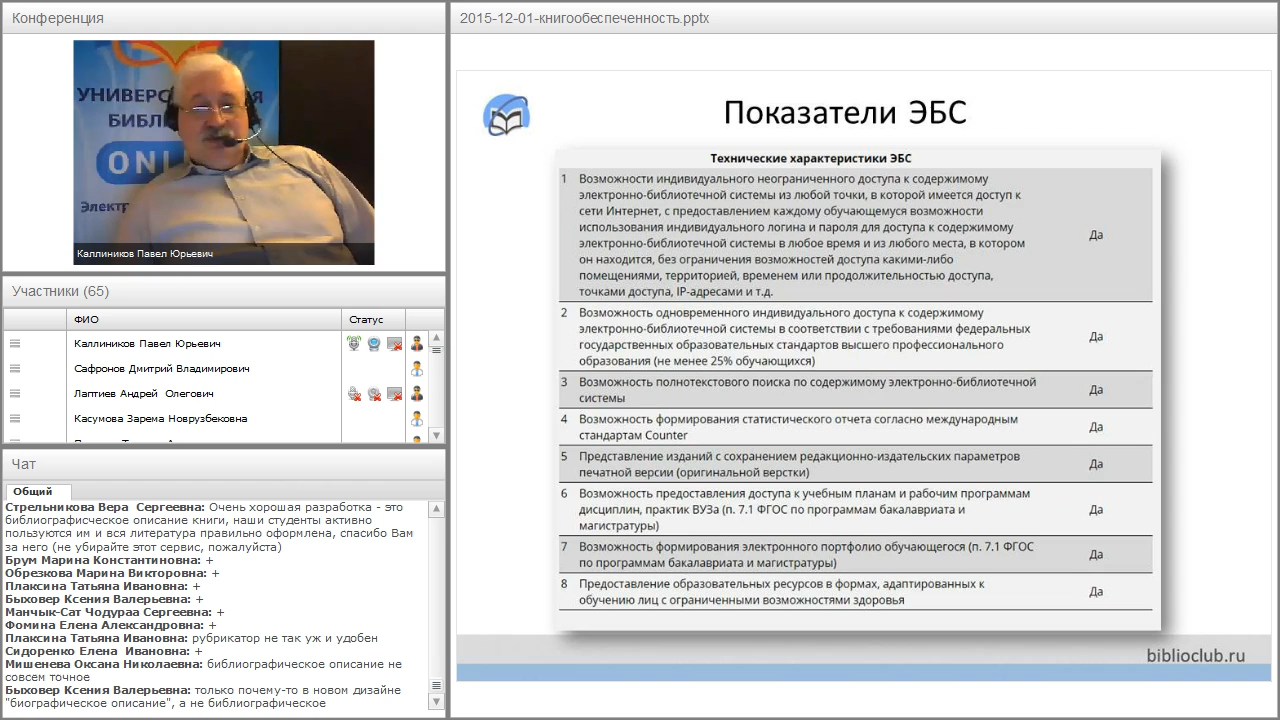 Конференция
УНИВЕРС
АЯ
БИБЛИ
Электр
Каллиников Павел Юрьевич
Участники (65)
ФИО
Статус
Каллиников Павел Юрьевич
Сафронов Дмитрий Владимирович
Лаптиев Андрей Олегович
Касумова Зарема Новрузбековна
Чат
Общий
Стрельникова Вера Сергеевна: Очень хорошая разработка - это
библиографисческое описание книги, наши студенты активно
пользуются им и вся литература правильно оформлена, спасибо Вам
за него (не убирайте этот сервис, пожалуйста)
Брум Марина Константиновна: +
Обрезкова Марина Викторовна: +
Плаксина Татьяна Ивановна: +
Быховер Ксения Валерьевна: +
Манчык-Сат Чодураа Сергеевна: +
Фомина Елена Александровна: +
Плаксина Татьяна Ивановна: рубрикатор не так уж и удобен
Сидоренко Елена Ивановна: +
Мишенева Оксана Николаевна: библиографическое описание не
совсем точное
Быховер Ксения Валерьевна: только почему-то в новом дизайне
"биографическое описание", а не библиографическое
2015-12-01-книгообеспеченность.pptx
Показатели ЭБС
Технические характеристики ЭБС
1 Возможности индивидуального неограниченного доступа к содержимому
электронно-библиотечной системы из любой точки, в которой имеется доступ к
сети Интернет, с предоставлением каждому обучающемуся возможности
использования индивидуального логина и пароля для доступа к содержимому
электронно-библиотечной системы в любое время и из любого места, в котором
он находится, без ограничения возможностей доступа какими-либо
помещениями, территорией, временем или продолжительностью доступа,
точками доступа, IP-адресами и т.д.
Да
2 Возможность одновременного индивидуального доступа к содержимому
электронно-библиотечной системы в соответствии с требованиями федеральных
государственных образовательных стандартов высшего профессионального
образования (не менее 25% обучающихся)
Да
3 Возможность полнотекстового поиска по содержимому электронно-библиотечной
системы
Да
4 Возможность формирования статистического отчета согласно международным
стандартам Counter
Да
5 Представление изданий с сохранением редакционно-издательских параметров
печатной версии (оригинальной верстки)
Да
6 Возможность предоставления доступа к учебным планам и рабочим программам
дисциплин, практик ВУЗа (п. 7.1 ФГОС по программам бакалавриата и
магистратуры)
Да
7 Возможность формирования электронного портфолио обучающегося (п. 7.1 ФГОС
по программам бакалавриата и магистратуры)
Да
8 Предоставление образовательных ресурсов в формах, адаптированных к
обучению лиц с ограниченными возможностями здоровья
Да
biblioclub.ru